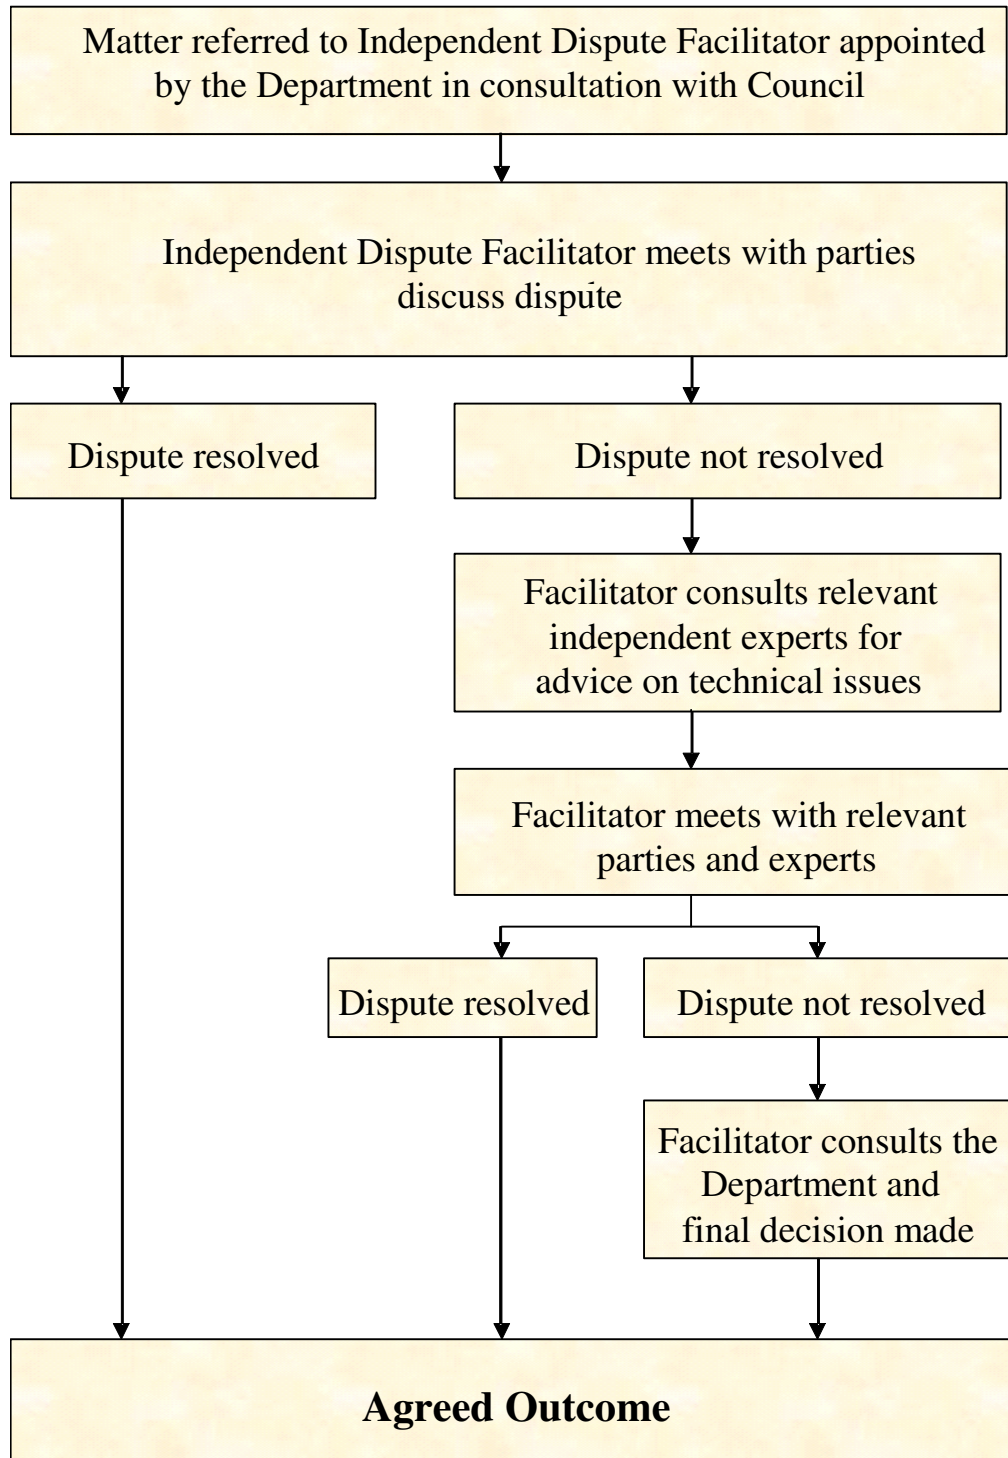 Matter referred to Independent Dispute Facilitator appointed
by the Department in consultation with Council
Independent Dispute Facilitator meets with parties
discuss dispute
Dispute resolved
Dispute not resolved
Facilitator consults relevant
independent experts for
advice on technical issues
Facilitator meets with relevant
parties and experts
Dispute resolved
Dispute not resolved
Facilitator consults the
Department and
final decision made
Agreed Outcome